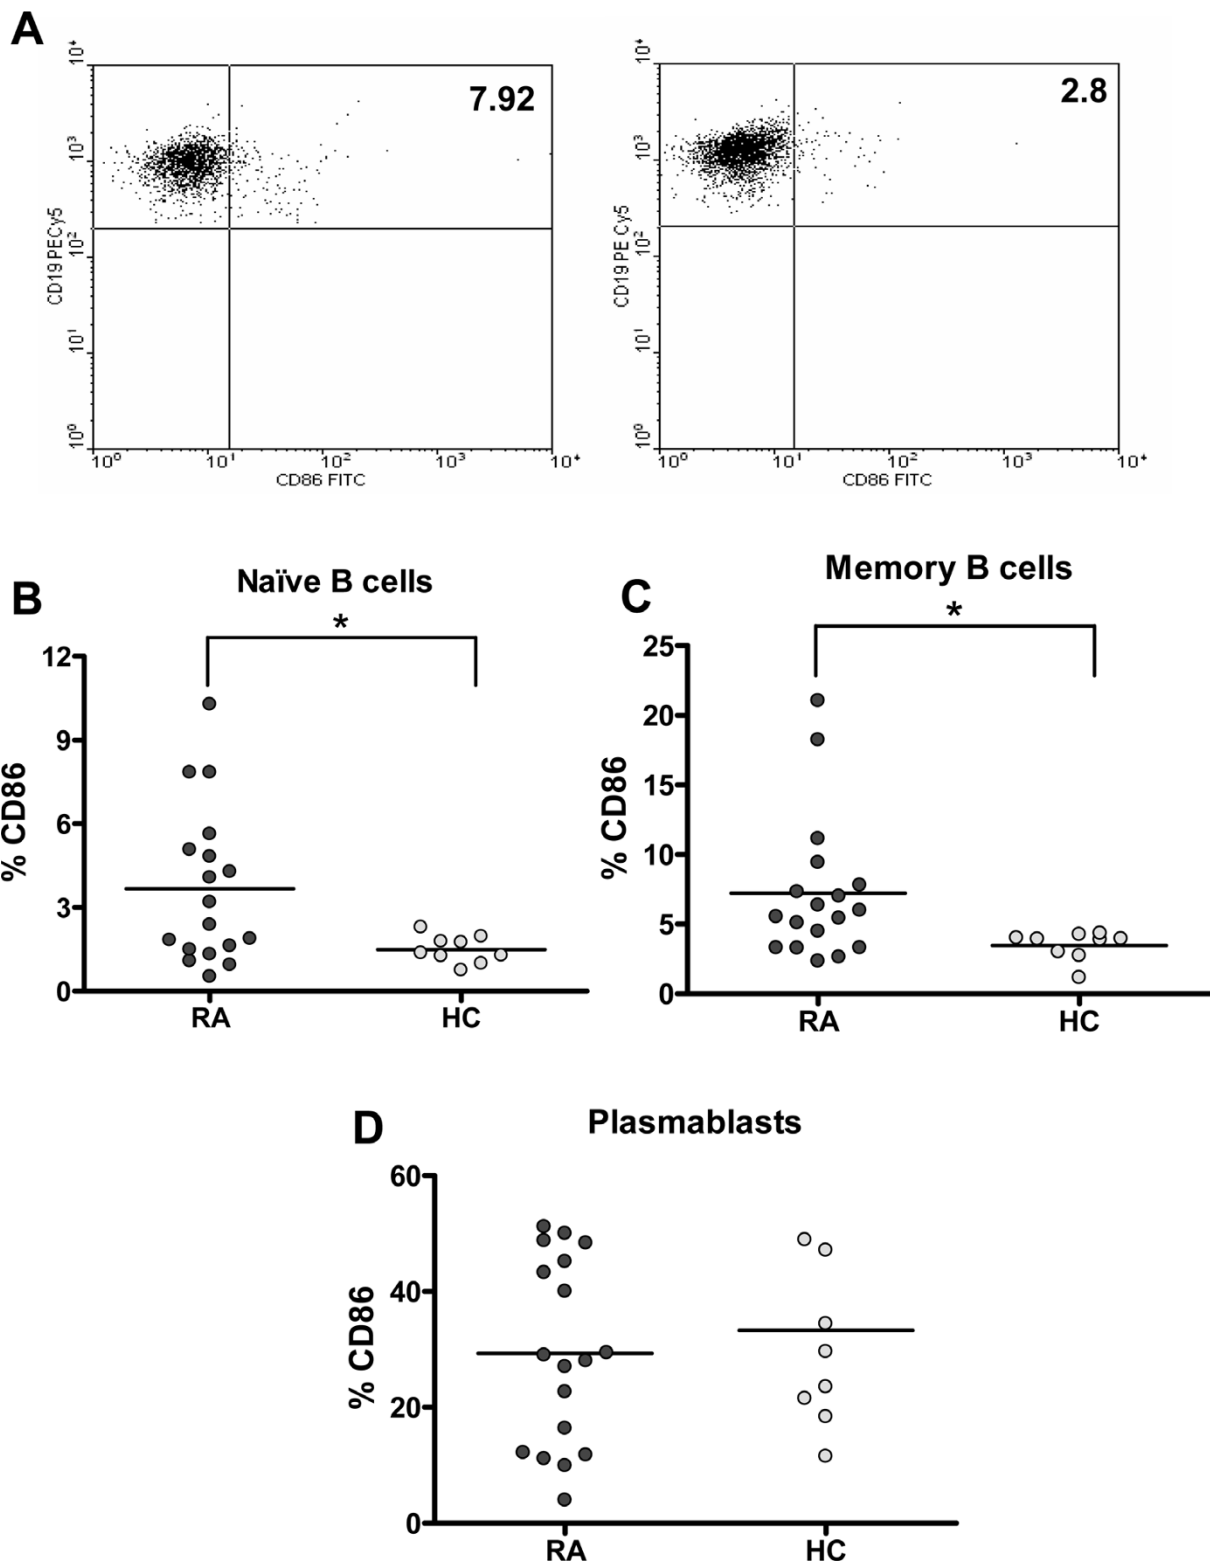 A
7.92
2.8
10⁴
10³
10²
10¹
10⁰
CD19 PECy5
10⁰ 10¹ 10² 10³ 10⁴
CD86 FITC
10⁴
10³
10²
10¹
10⁰
CD19 PE Cy5
10⁰ 10¹ 10² 10³ 10⁴
CD86 FITC
B
Naïve B cells
*
12
9
6
3
0
% CD86
RA HC
C
Memory B cells
*
25
20
15
10
5
0
% CD86
RA HC
D
Plasmablasts
60
40
20
0
% CD86
RA HC